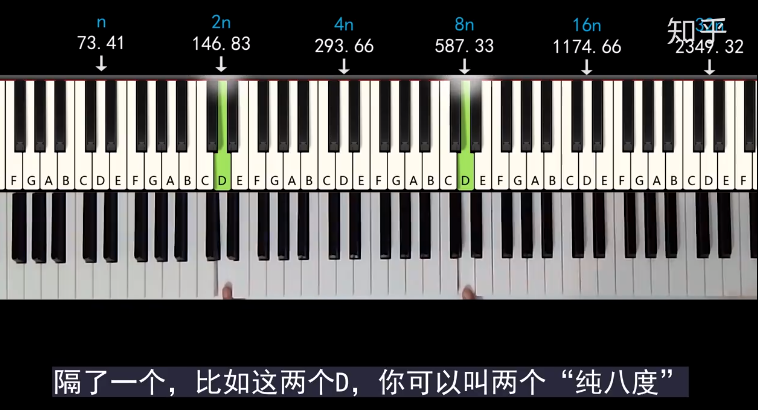 n 2n 4n 8n 16n 32n
知乎
73.41 146.83 293.66 587.33 1174.66 2349.32
F G A B C D E F G A B C D E F G A B C D E F G A B C D E F G A B C D E F G A B C D E F
隔了一个，比如这两个D，你可以叫两个“纯八度”